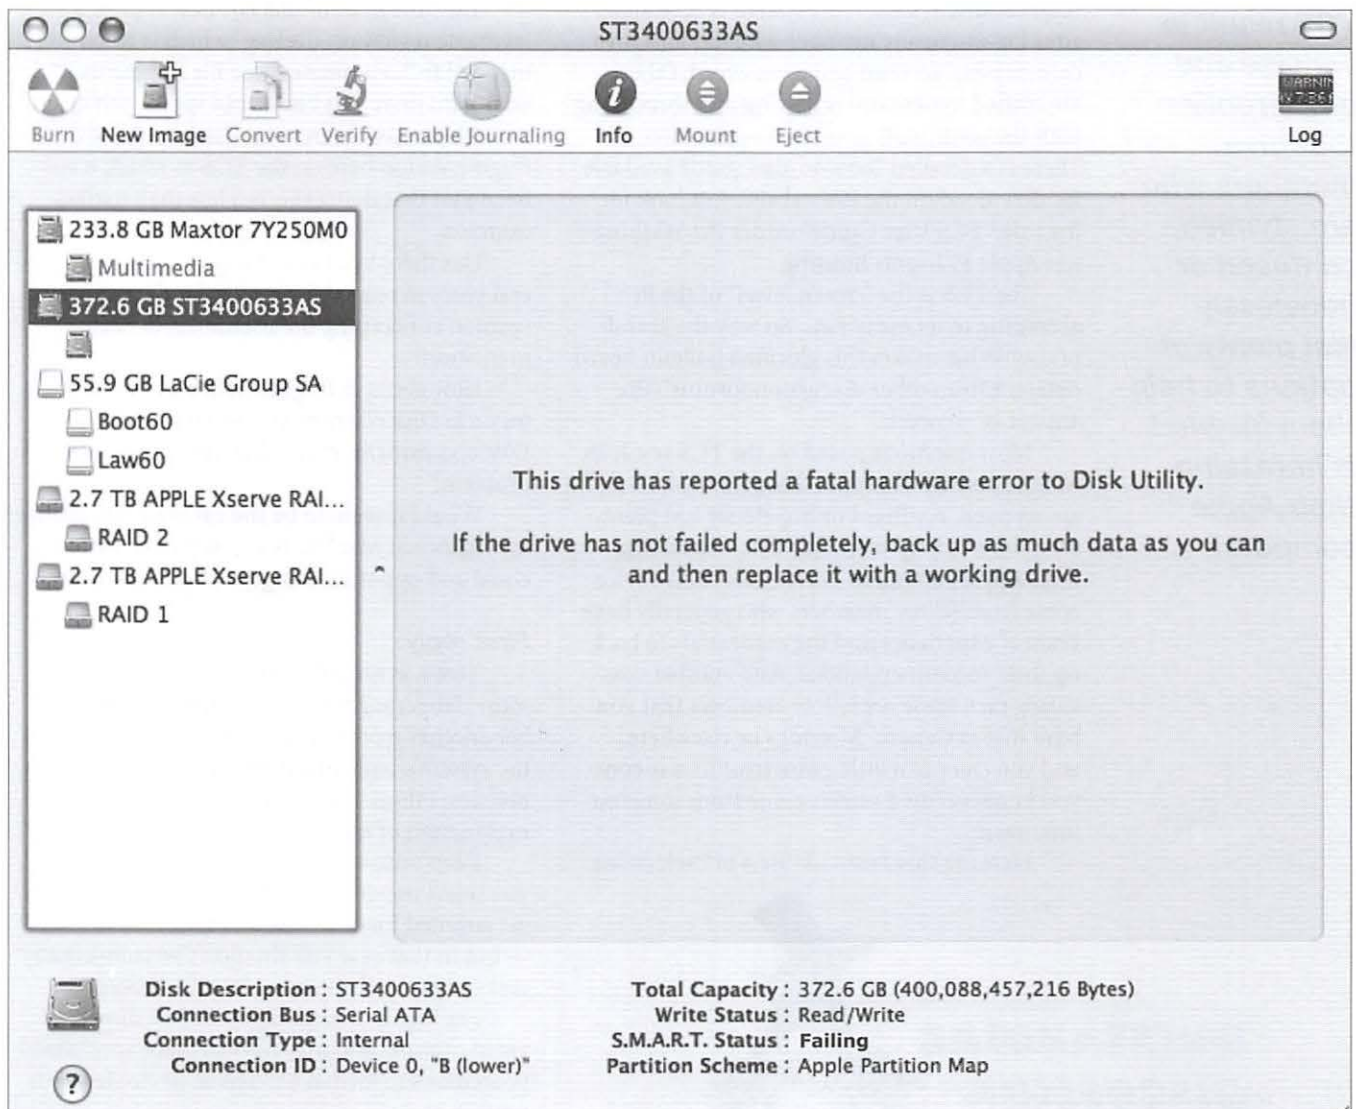 ST3400633AS
Burn New Image Convert Verify Enable Journaling Info Mount Eject Log
233.8 GB Maxtor 7Y250M0
Multimedia
372.6 GB ST3400633AS
55.9 GB LaCie Group SA
Boot60
Law60
2.7 TB APPLE Xserve RAI...
RAID 2
2.7 TB APPLE Xserve RAI...
RAID 1
This drive has reported a fatal hardware error to Disk Utility.
If the drive has not failed completely, back up as much data as you can
and then replace it with a working drive.
Disk Description : ST3400633AS
Connection Bus : Serial ATA
Connection Type : Internal
Connection ID : Device 0, "B (lower)"
Total Capacity : 372.6 GB (400,088,457,216 Bytes)
Write Status : Read/Write
S.M.A.R.T. Status : Failing
Partition Scheme : Apple Partition Map
?